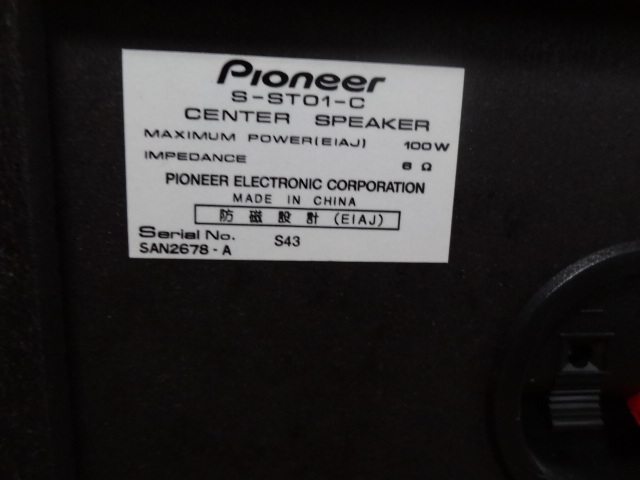 Pioneer
S-ST01-C
CENTER SPEAKER
MAXIMUM POWER(EIAJ) 100W
IMPEDANCE 6 Ω
PIONEER ELECTRONIC CORPORATION
MADE IN CHINA
防磁設計(EIAJ)
Serial No. S43
SAN2678-A